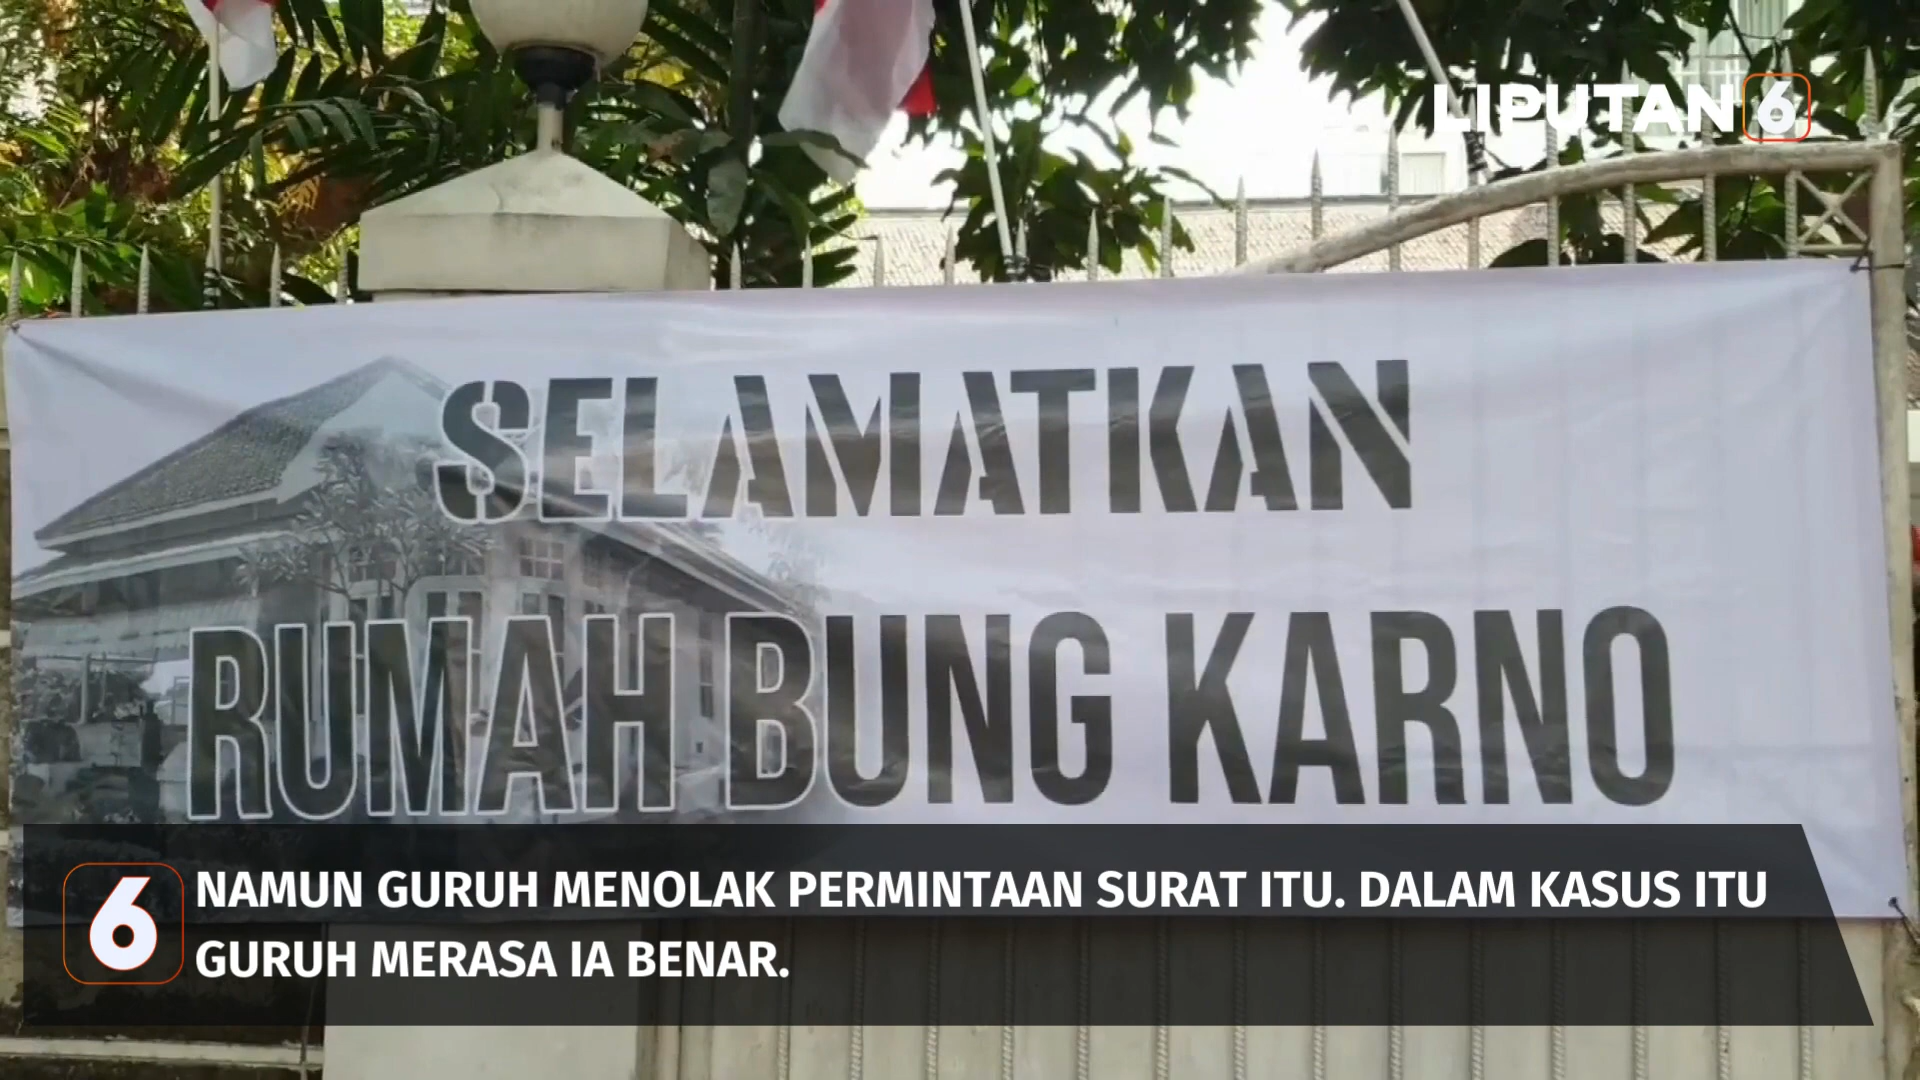 LIPUTAN 6
SELAMATKAN
RUMAH BUNG KARNO
6 NAMUN GURUH MENOLAK PERMINTAAN SURAT ITU. DALAM KASUS ITU
GURUH MERASA IA BENAR.